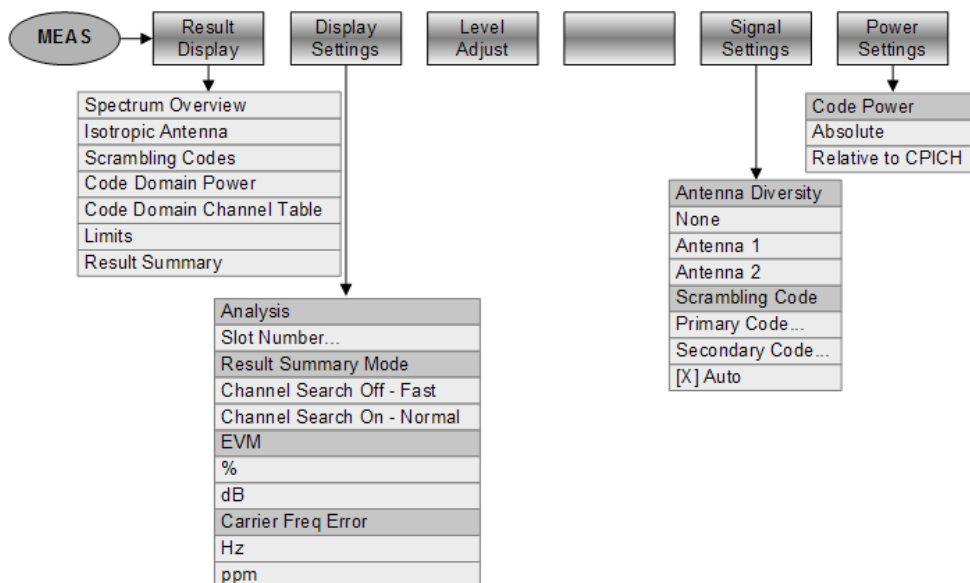 MEAS
Result
Display
Display
Settings
Level
Adjust
Signal
Settings
Power
Settings
Spectrum Overview
Isotropic Antenna
Scrambling Codes
Code Domain Power
Code Domain Channel Table
Limits
Result Summary
Analysis
Slot Number...
Result Summary Mode
Channel Search Off - Fast
Channel Search On - Normal
EVM
%
dB
Carrier Freq Error
Hz
ppm
Antenna Diversity
None
Antenna 1
Antenna 2
Scrambling Code
Primary Code...
Secondary Code...
[X] Auto
Code Power
Absolute
Relative to CPICH